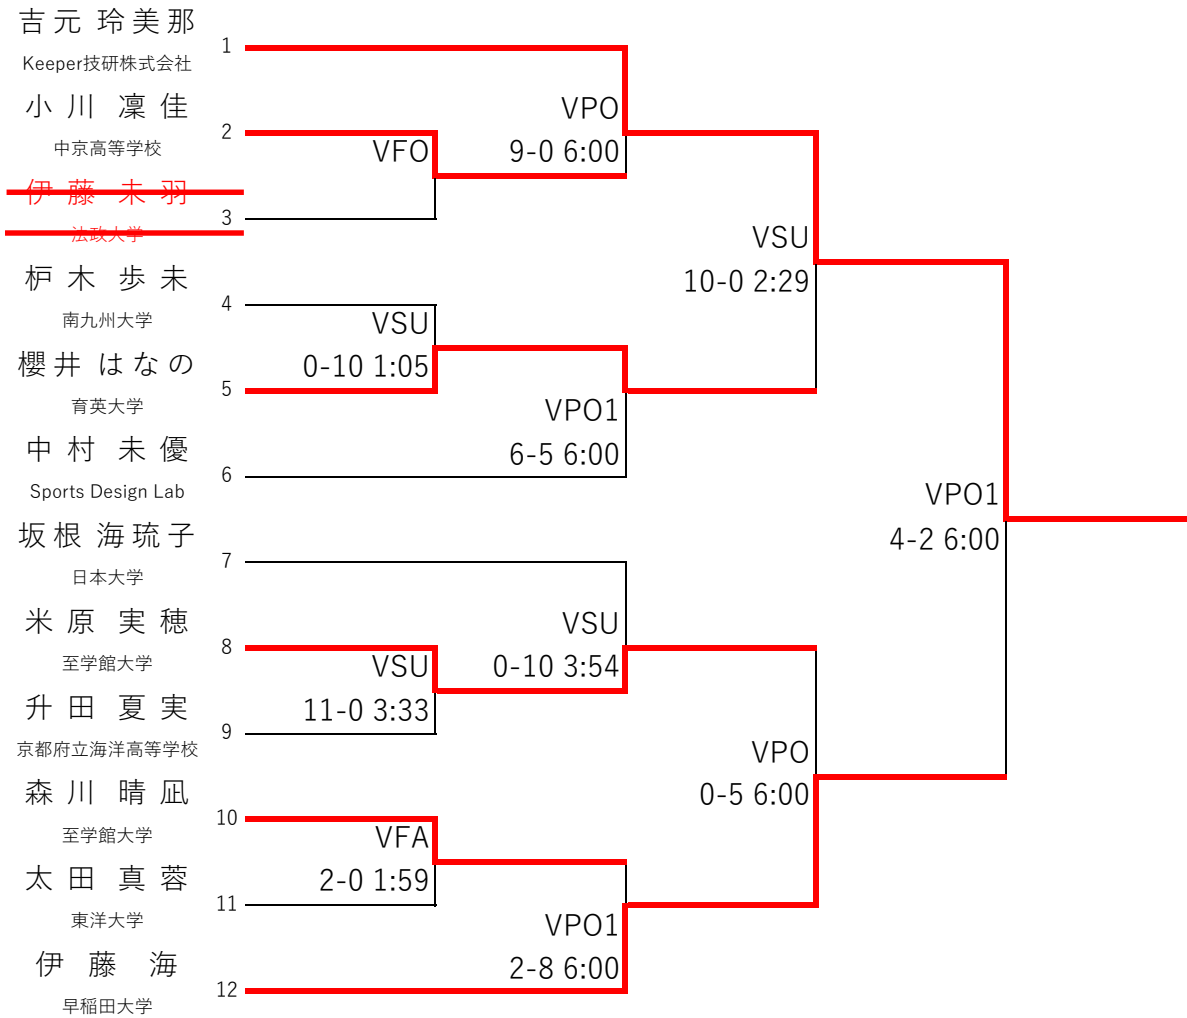 吉元 玲美那
1
Keeper技研株式会社
小川 凜佳
2
中京高等学校
伊藤 未羽
3
法政大学
枦木 歩未
4
南九州大学
櫻井 はなの
5
育英大学
中村 未優
6
Sports Design Lab
坂根 海琉子
7
日本大学
米原 実穂
8
至学館大学
升田 夏実
9
京都府立海洋高等学校
森川 晴凪
10
至学館大学
太田 真蓉
11
東洋大学
伊藤 海
12
早稲田大学
VFO
VSU
0-10 1:05
VSU
11-0 3:33
VFA
2-0 1:59
VPO
9-0 6:00
VPO1
6-5 6:00
VSU
0-10 3:54
VPO1
2-8 6:00
VSU
10-0 2:29
VPO
0-5 6:00
VPO1
4-2 6:00